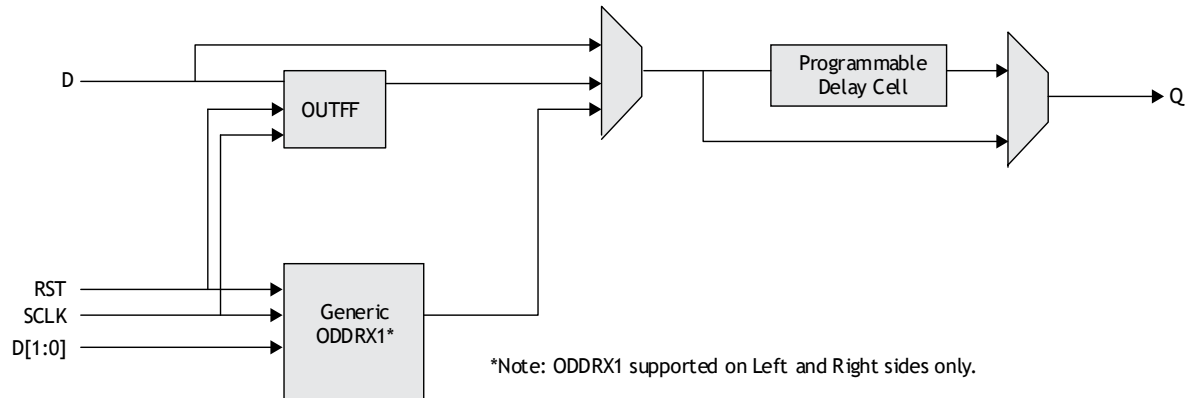 D
OUTFF
Programmable
Delay Cell
Q
RST
SCLK
D[1:0]
Generic
ODDRX1*
*Note: ODDRX1 supported on Left and Right sides only.